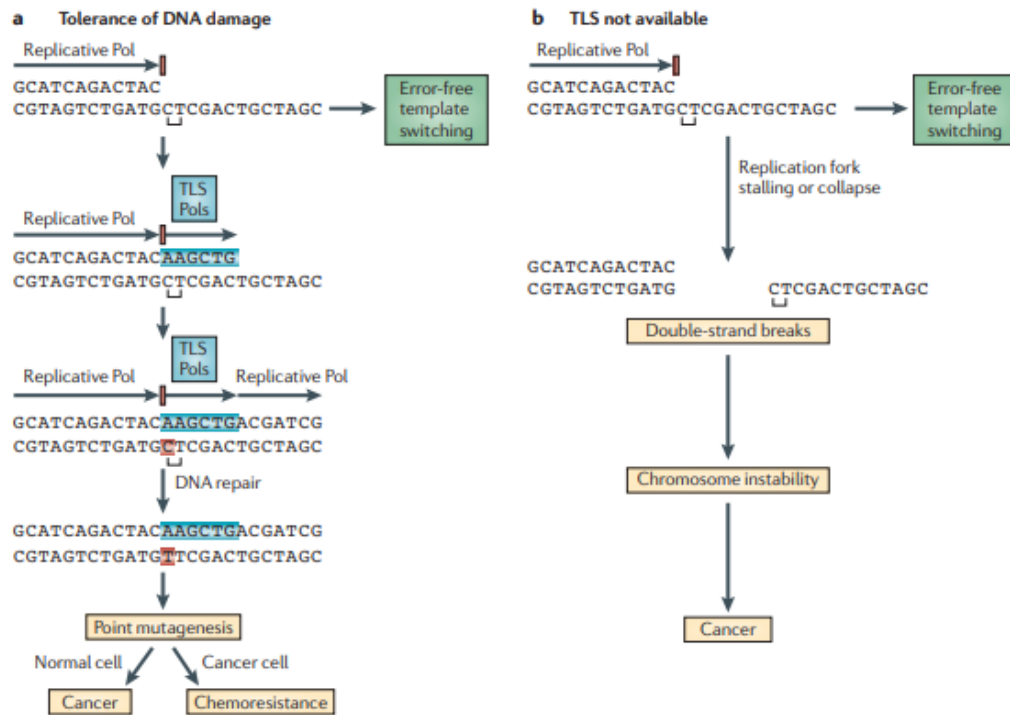 a Tolerance of DNA damage
Replicative Pol
GCATCAGACTAC
CGTAGTCTGATGCTCGACTGCTAGC
Error-free
template
switching
TLS
Pols
Replicative Pol
GCATCAGACTACAAGCTG
CGTAGTCTGATGCTCGACTGCTAGC
TLS
Pols
Replicative Pol
Replicative Pol
GCATCAGACTACAAGCTGACGATCG
CGTAGTCTGATGCTCGACTGCTAGC
DNA repair
GCATCAGACTACAAGCTGACGATCG
CGTAGTCTGATGTTCGACTGCTAGC
Point mutagenesis
Normal cell
Cancer cell
Cancer
Chemoresistance
b TLS not available
Replicative Pol
GCATCAGACTAC
CGTAGTCTGATGCTCGACTGCTAGC
Error-free
template
switching
Replication fork
stalling or collapse
GCATCAGACTAC
CGTAGTCTGATG CTCGACTGCTAGC
Double-strand breaks
Chromosome instability
Cancer